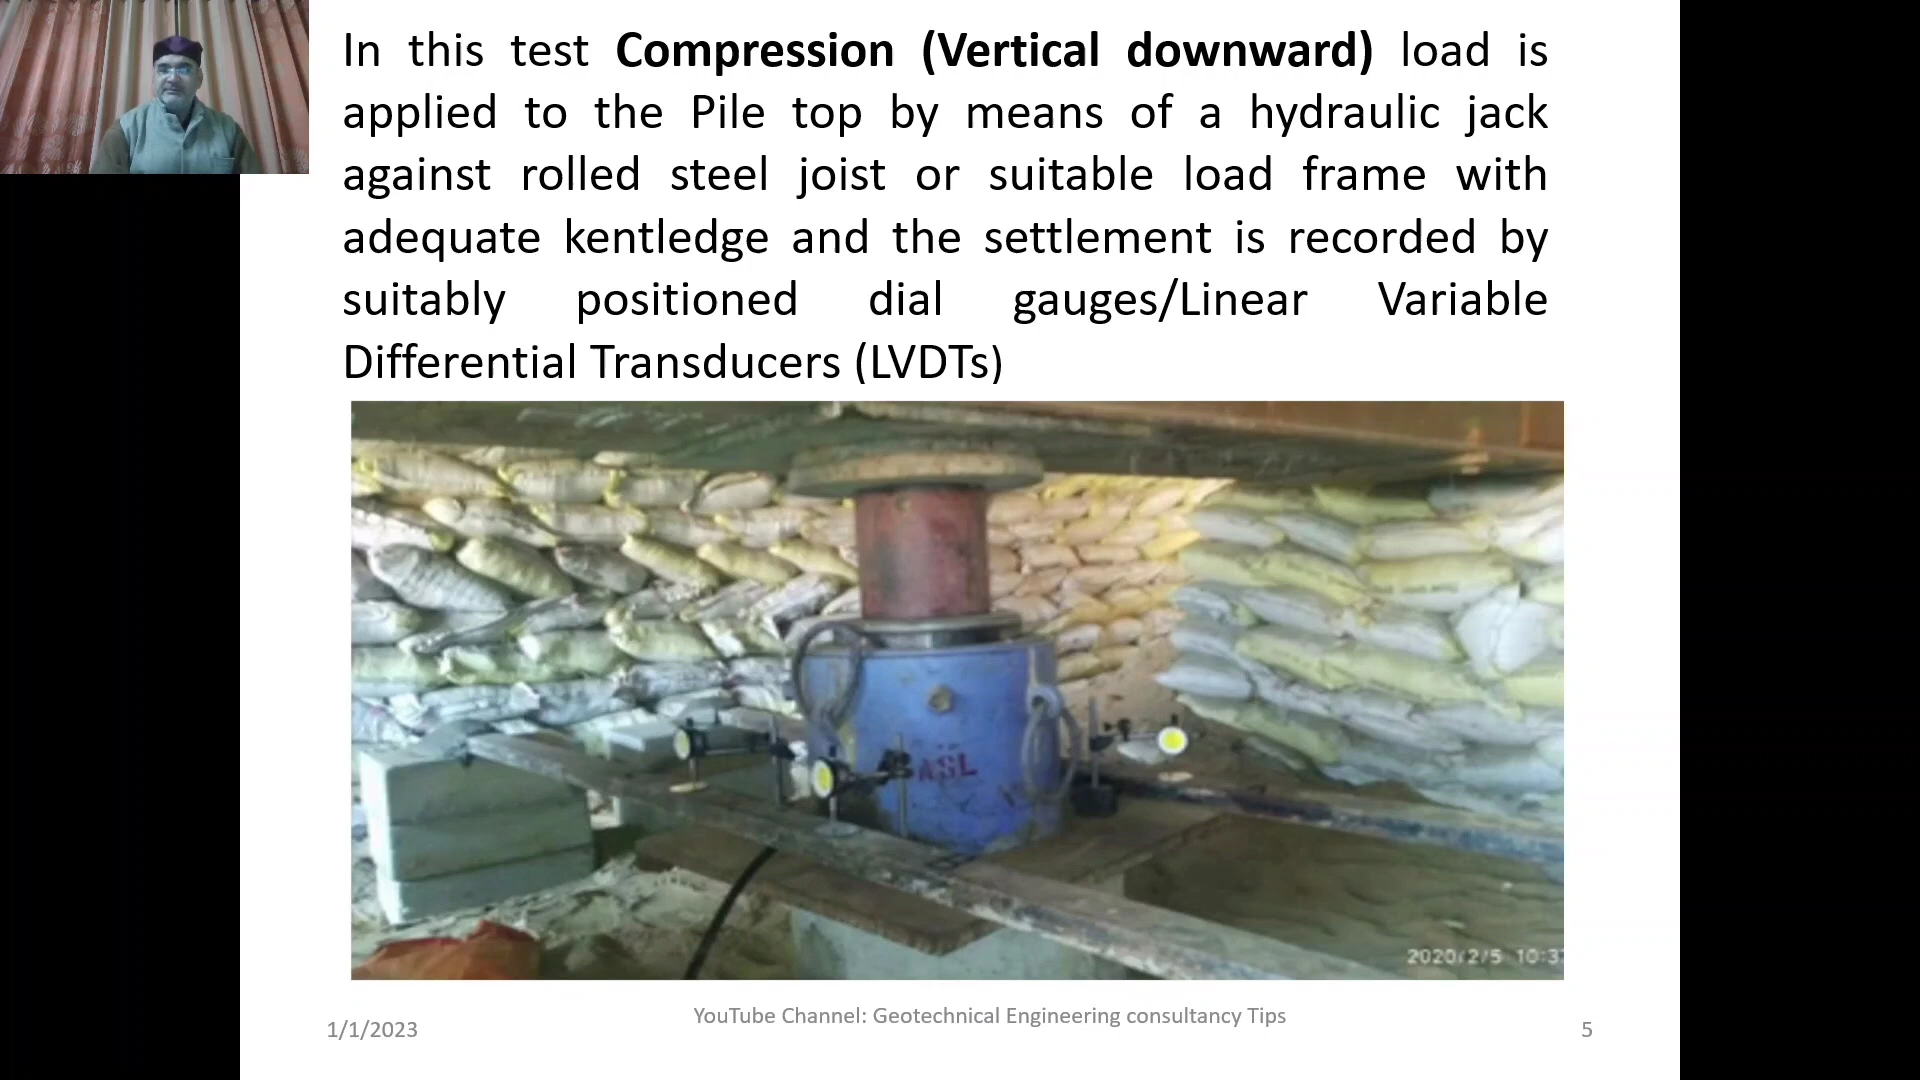 In this test Compression (Vertical downward) load is
applied to the Pile top by means of a hydraulic jack
against rolled steel joist or suitable load frame with
adequate kentledge and the settlement is recorded by
suitably positioned dial gauges/Linear Variable
Differential Transducers (LVDTs)
ASL
2020/2/5 10:3
1/1/2023
YouTube Channel: Geotechnical Engineering consultancy Tips
5